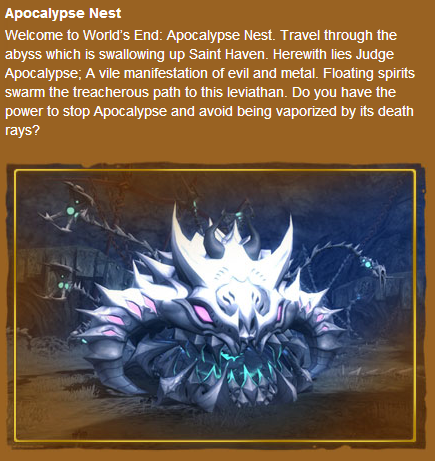 Apocalypse Nest
Welcome to World's End: Apocalypse Nest. Travel through the
abyss which is swallowing up Saint Haven. Herewith lies Judge
Apocalypse; A vile manifestation of evil and metal. Floating spirits
swarm the treacherous path to this leviathan. Do you have the
power to stop Apocalypse and avoid being vaporized by its death
rays?